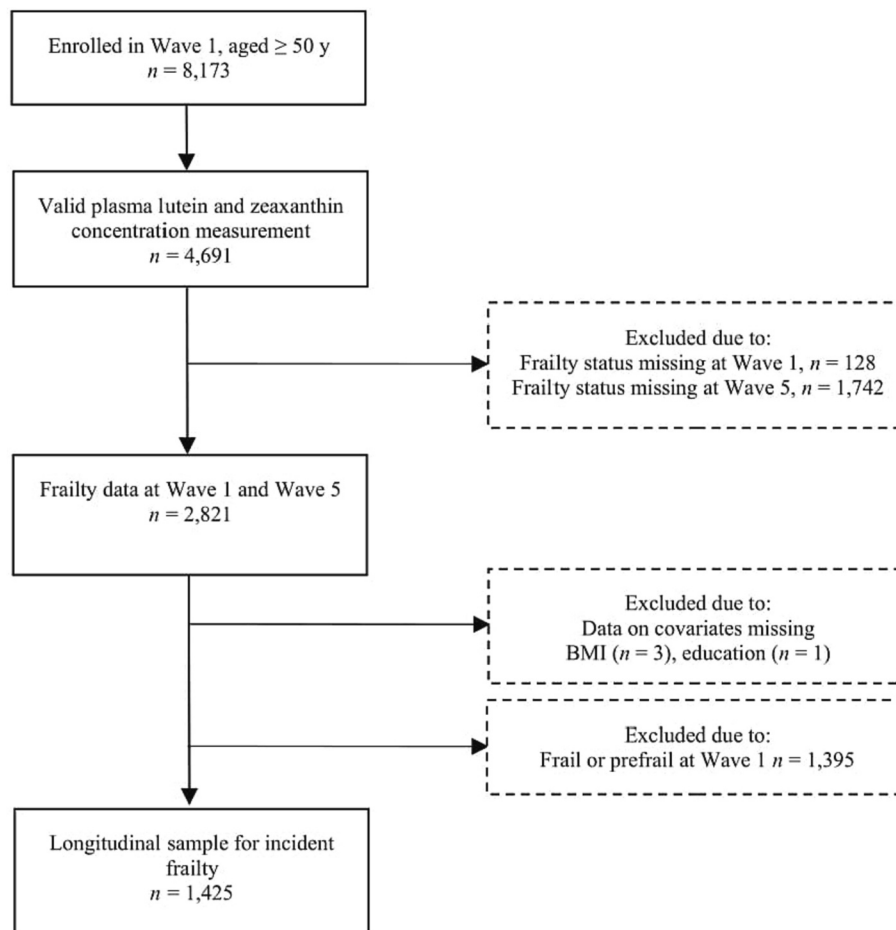 Enrolled in Wave 1, aged ≥ 50 y
n = 8,173
Valid plasma lutein and zeaxanthin
concentration measurement
n = 4,691
Excluded due to:
Frailty status missing at Wave 1, n = 128
Frailty status missing at Wave 5, n = 1,742
Frailty data at Wave 1 and Wave 5
n = 2,821
Excluded due to:
Data on covariates missing
BMI (n = 3), education (n = 1)
Excluded due to:
Frail or prefrail at Wave 1 n = 1,395
Longitudinal sample for incident
frailty
n = 1,425